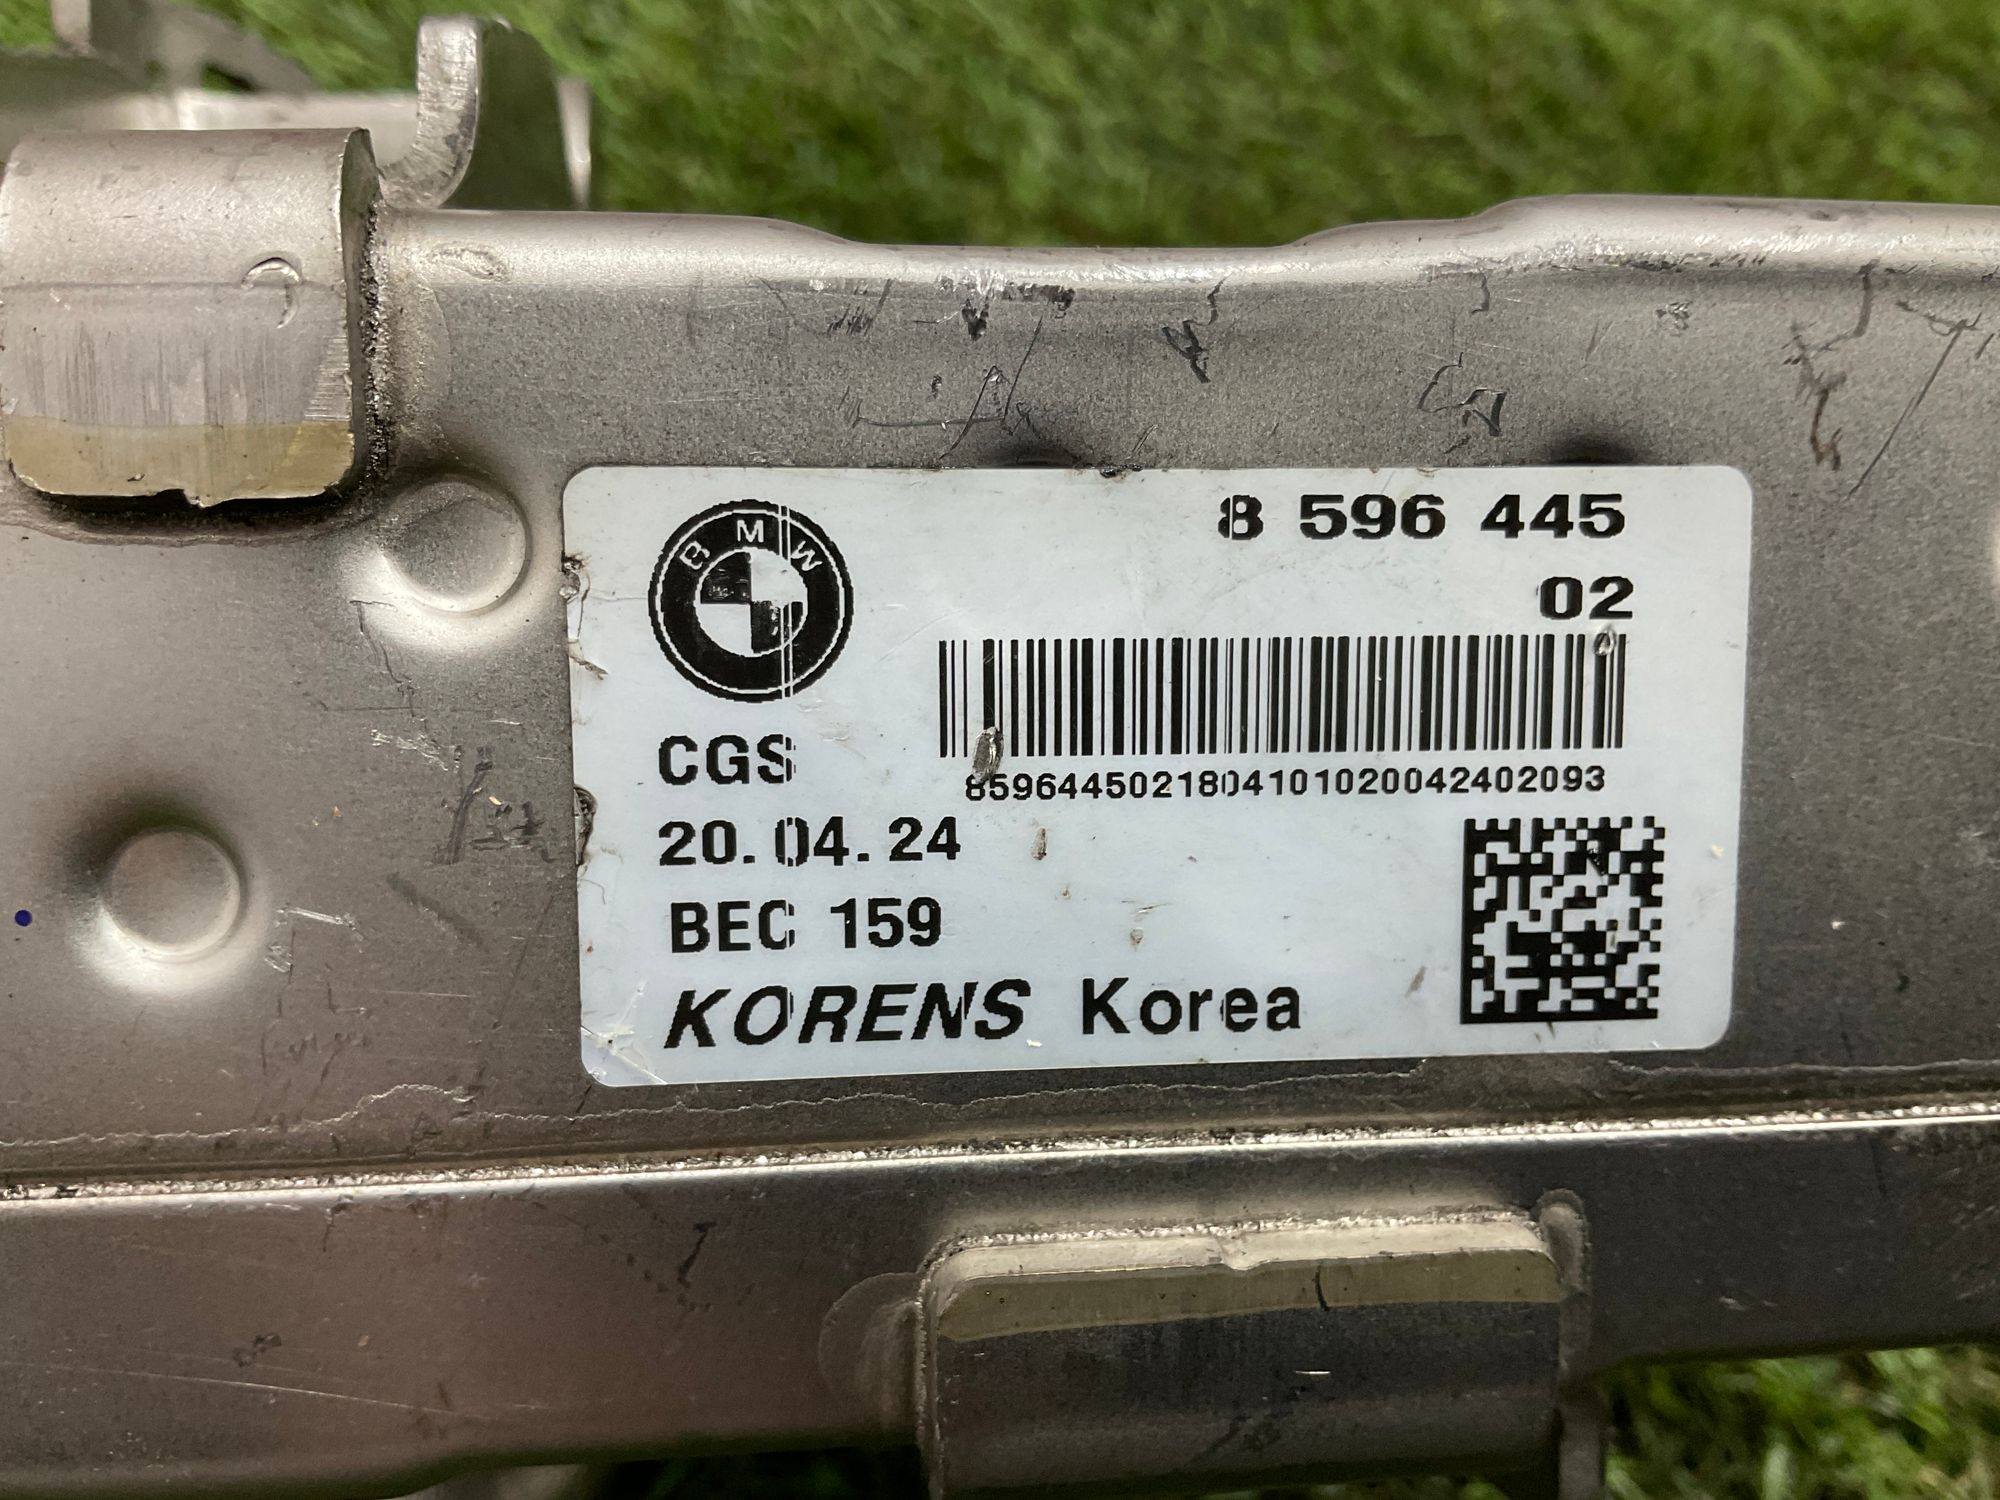 BMW
8 596 445
02
8596445021804101020042402093
CGS
20.04.24
BEC 159
KORENS Korea